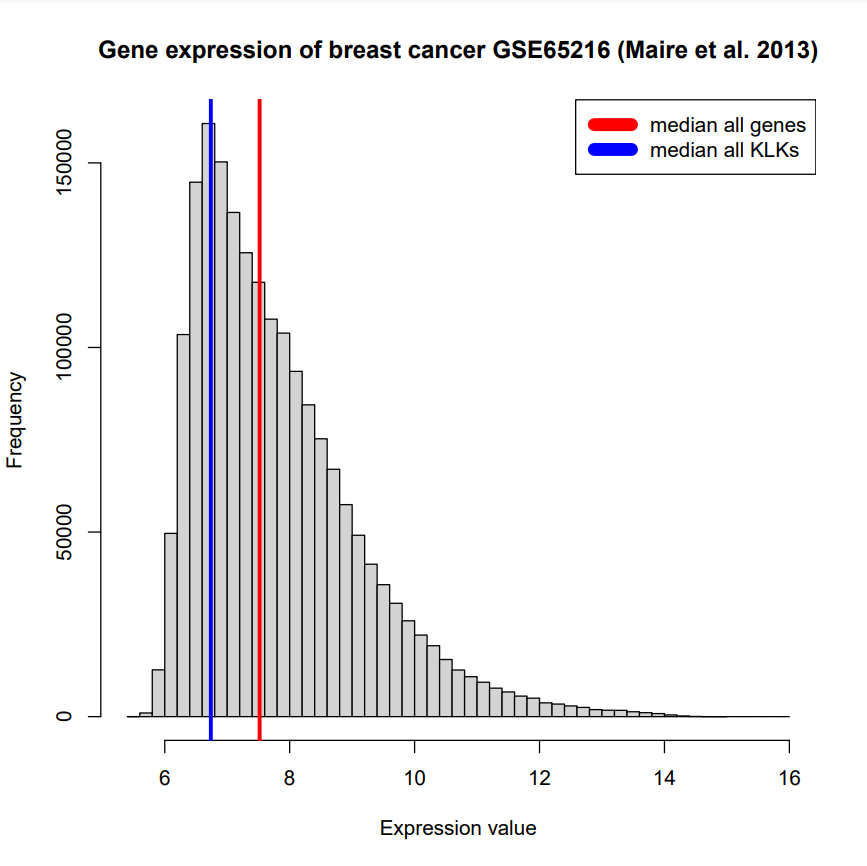 Gene expression of breast cancer GSE65216 (Maire et al. 2013)
median all genes
median all KLKs
150000
100000
50000
0
Frequency
6 8 10 12 14 16
Expression value